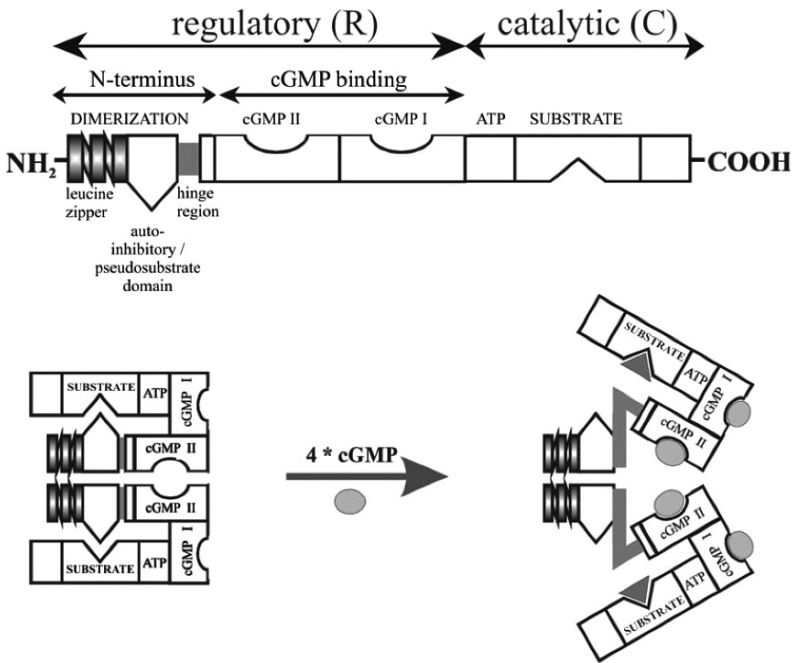 regulatory (R) catalytic (C)
N-terminus cGMP binding
DIMERIZATION cGMP II cGMP I ATP SUBSTRATE
NH2 COOH
leucine
zipper
hinge
region
auto-
inhibitory /
pseudosubstrate
domain
SUBSTRATE ATP cGMP I
cGMP II
cGMP II
SUBSTRATE ATP cGMP I
4 * cGMP
SUBSTRATE
ATP
cGMP I
cGMP II
cGMP II
cGMP I
ATP
SUBSTRATE